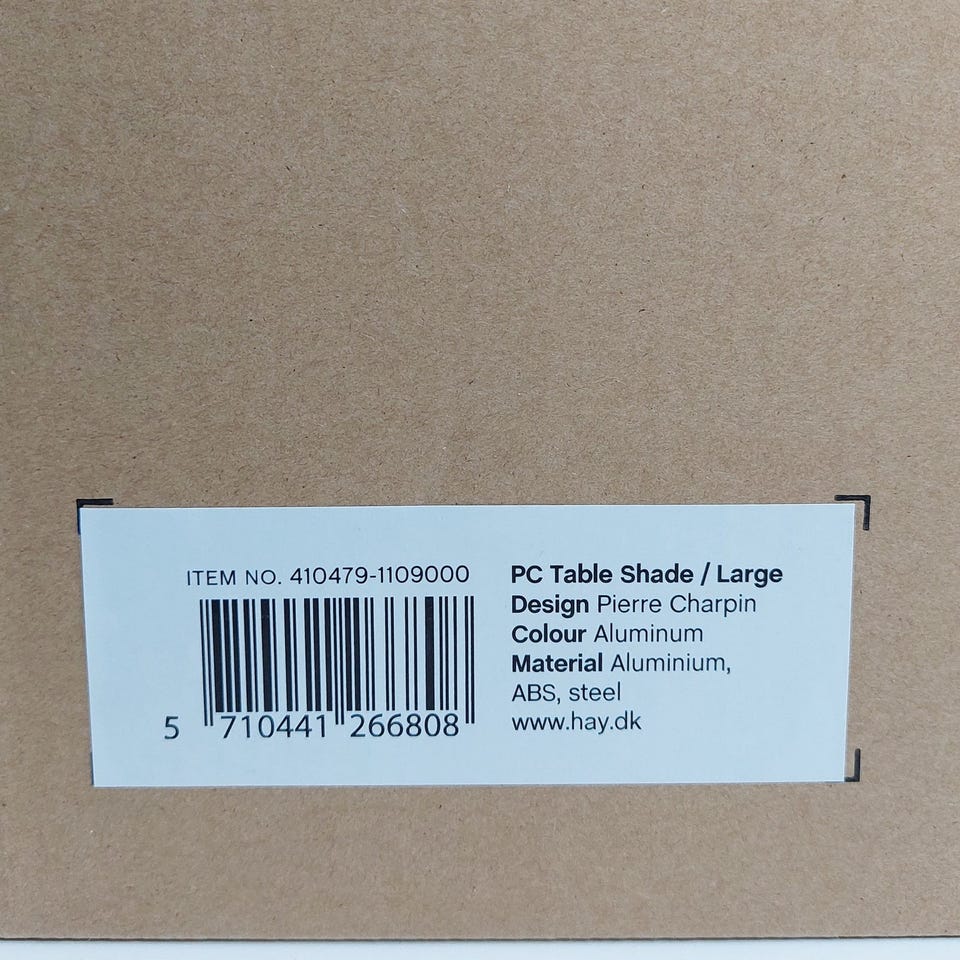 ITEM NO. 410479-1109000
5 710441 266808
PC Table Shade / Large
Design Pierre Charpin
Colour Aluminum
Material Aluminium,
ABS, steel
www.hay.dk